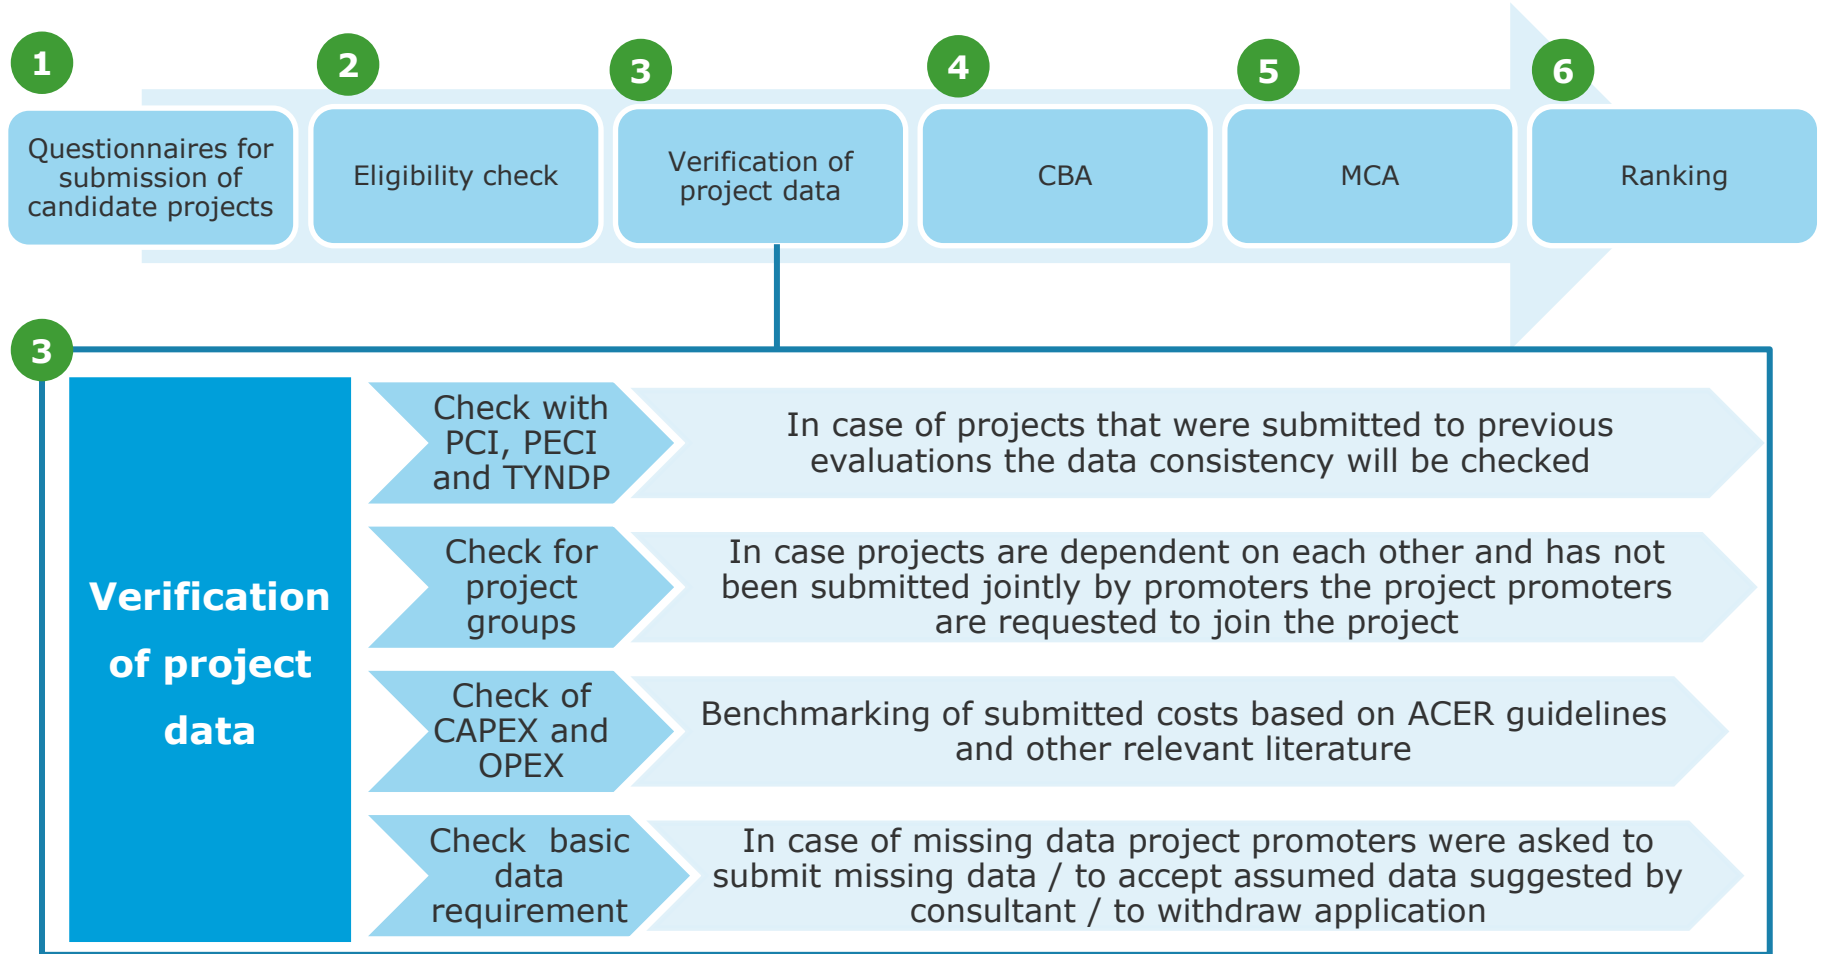 1
2
3
4
5
6
Questionnaires for
submission of
candidate projects
Eligibility check
Verification of
project data
CBA
MCA
Ranking
3
Verification
of project
data
Check with
PCI, PECI
and TYNDP
In case of projects that were submitted to previous
evaluations the data consistency will be checked
Check for
project
groups
In case projects are dependent on each other and has not
been submitted jointly by promoters the project promoters
are requested to join the project
Check of
CAPEX and
OPEX
Benchmarking of submitted costs based on ACER guidelines
and other relevant literature
Check basic
data
requirement
In case of missing data project promoters were asked to
submit missing data / to accept assumed data suggested by
consultant / to withdraw application